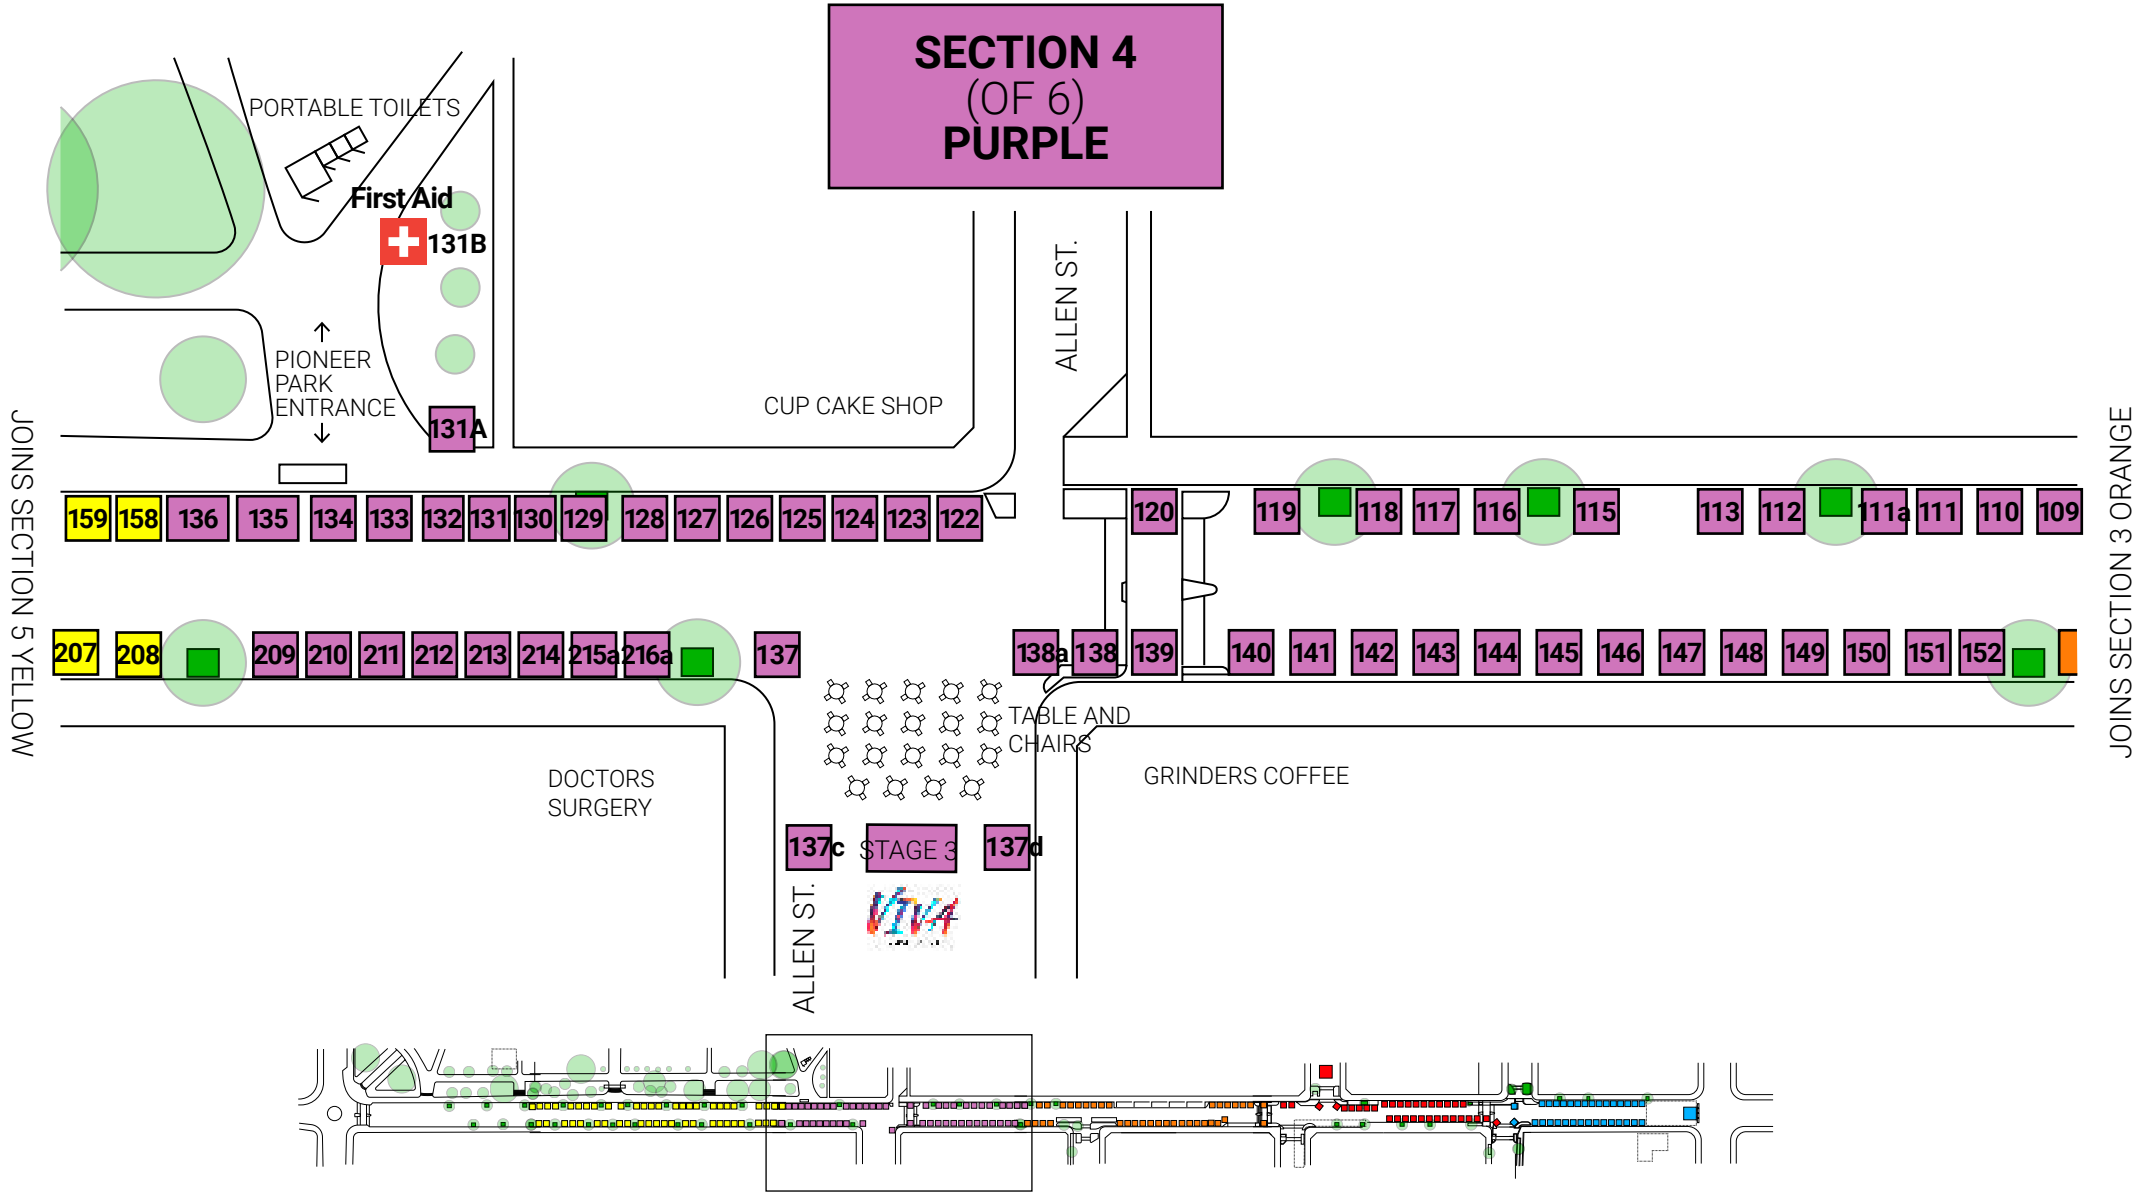 SECTION 4
(OF 6)
PURPLE
PORTABLE TOILETS
First Aid
131B
ALLEN ST.
PIONEER
PARK
ENTRANCE
CUP CAKE SHOP
131A
JOINS SECTION 5 YELLOW
JOINS SECTION 3 ORANGE
159 158 136 135 134 133 132 131 130 129 128 127 126 125 124 123 122 120 119 118 117 116 115 113 112 111a 111 110 109
207 208 209 210 211 212 213 214 215a 216a 137 138a 138 139 140 141 142 143 144 145 146 147 148 149 150 151 152
TABLE AND
CHAIRS
DOCTORS
SURGERY
GRINDERS COFFEE
137c STAGE 3 137d
VIVA
ALLEN ST.